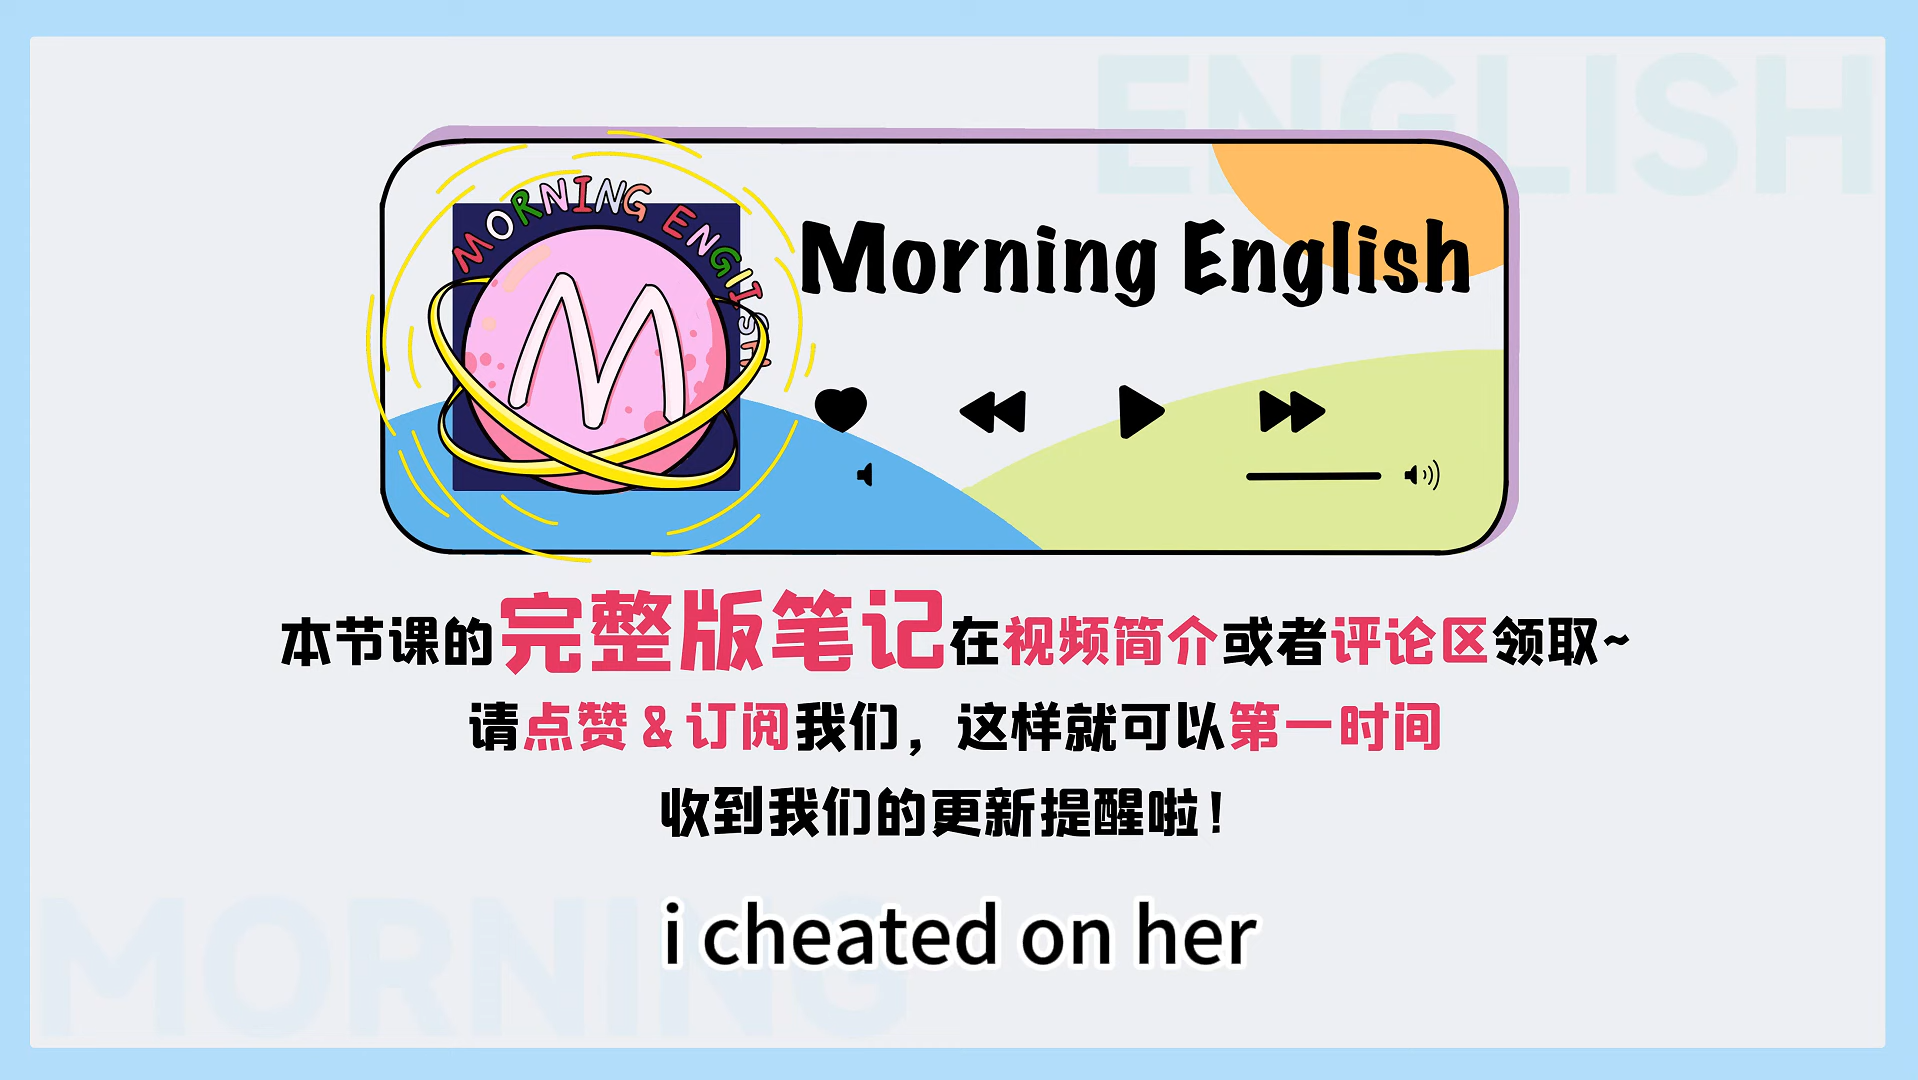 ENGLISH
MORNING ENGLISH
M
Morning English
本节课的完整版笔记在视频简介或者评论区领取~
请点赞&订阅我们，这样就可以第一时间
收到我们的更新提醒啦！
MORNING
i cheated on her